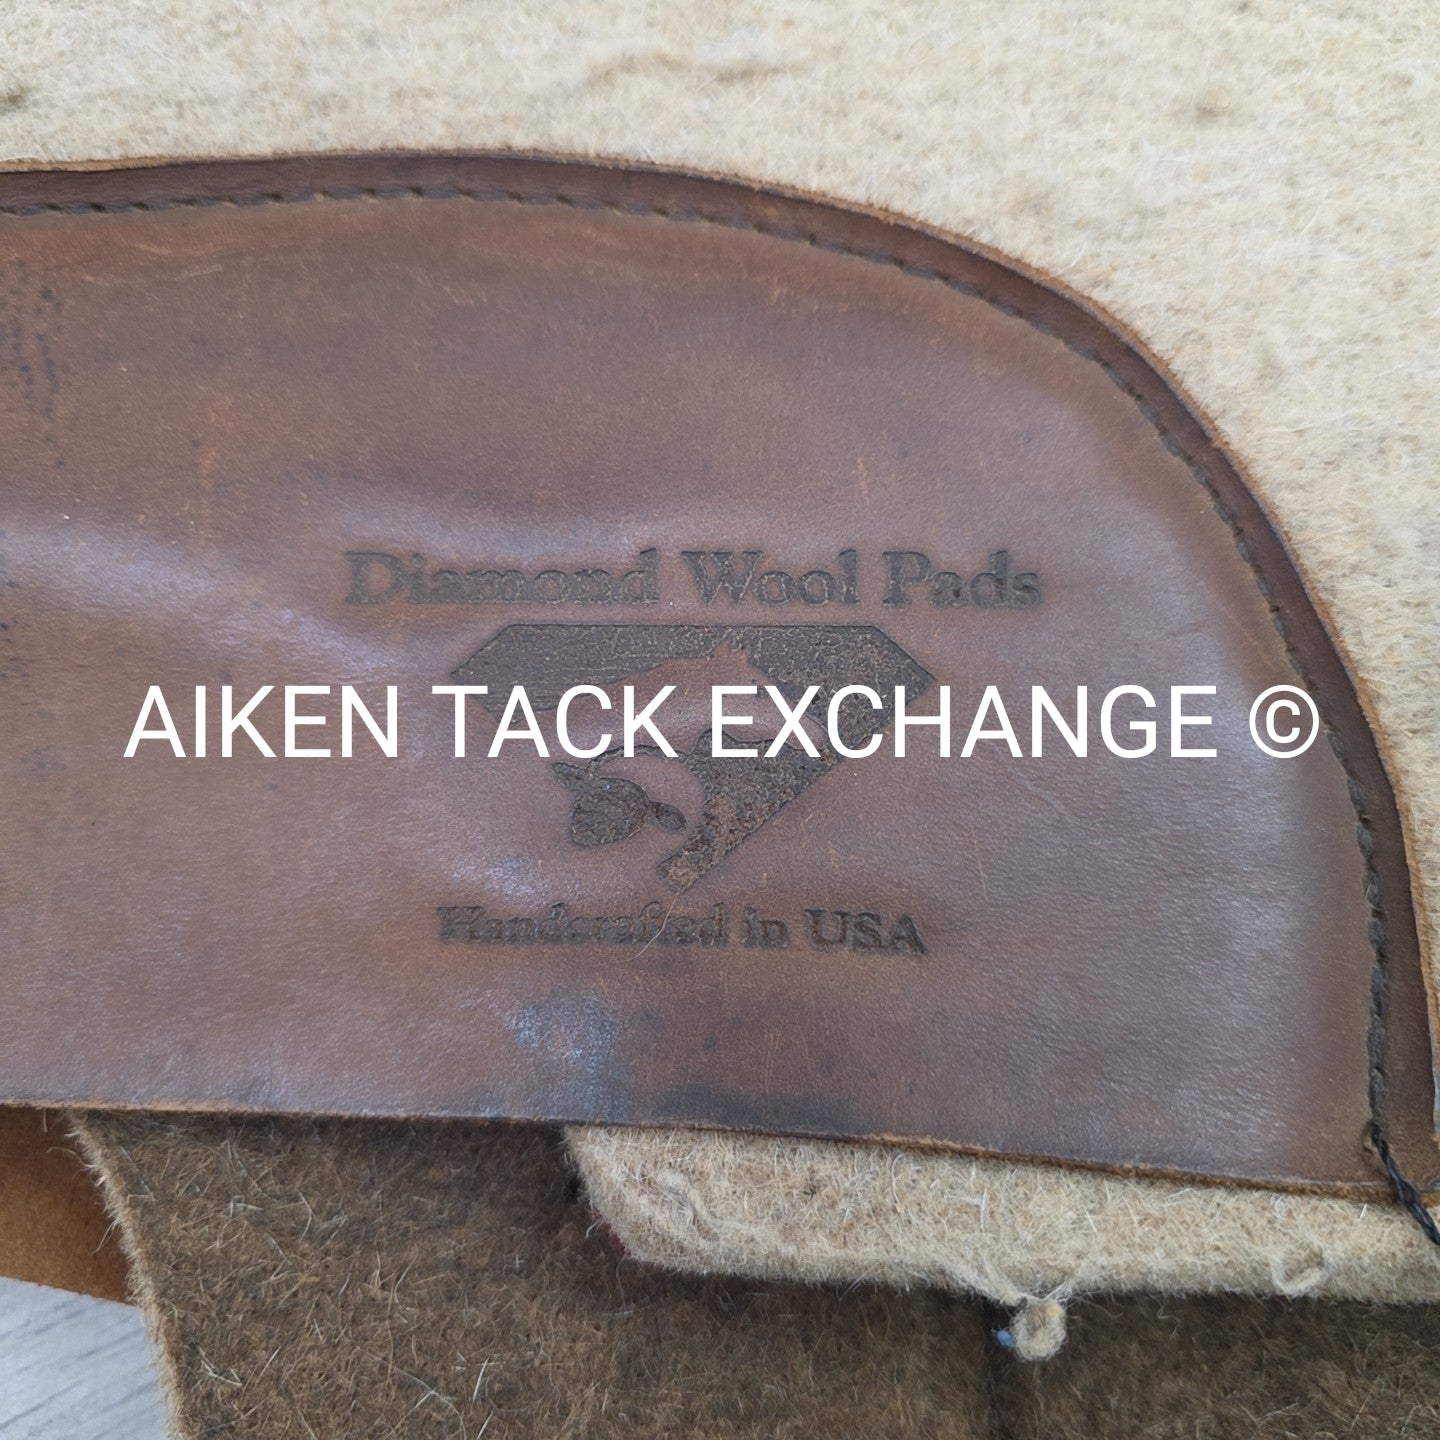 Diamond Wool Pads
AIKEN TACK EXCHANGE ©
Handcrafted in USA